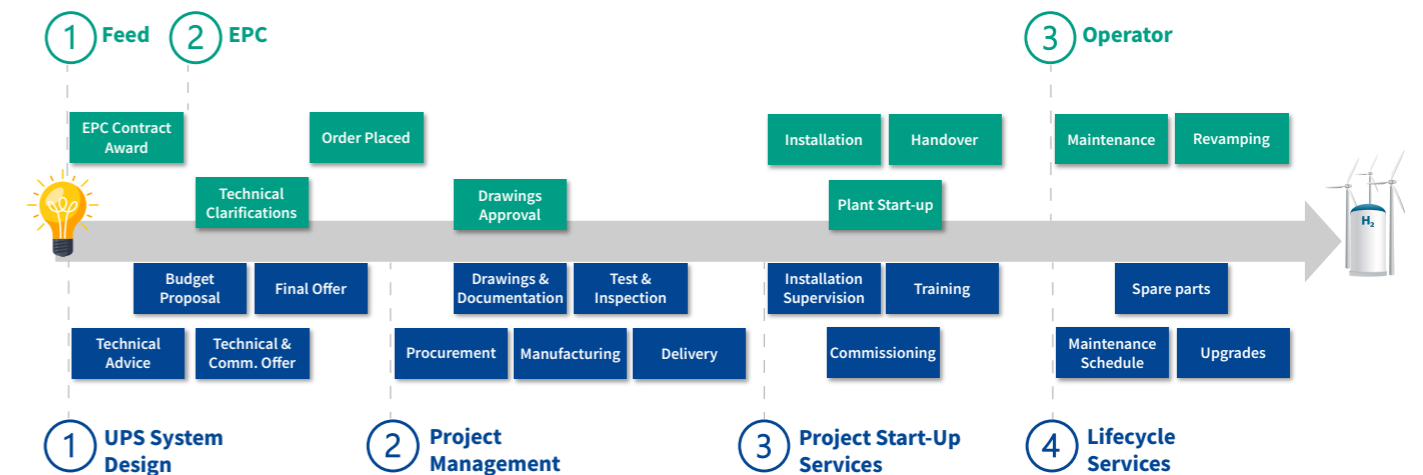 1 Feed
2 EPC
3 Operator
EPC Contract
Award
Order Placed
Installation
Handover
Maintenance
Revamping
Technical
Clarifications
Drawings
Approval
Plant Start-up
H2
Budget
Proposal
Final Offer
Drawings &
Documentation
Test &
Inspection
Installation
Supervision
Training
Spare parts
Technical
Advice
Technical &
Comm. Offer
Procurement
Manufacturing
Delivery
Commissioning
Maintenance
Schedule
Upgrades
1 UPS System
Design
2 Project
Management
3 Project Start-Up
Services
4 Lifecycle
Services